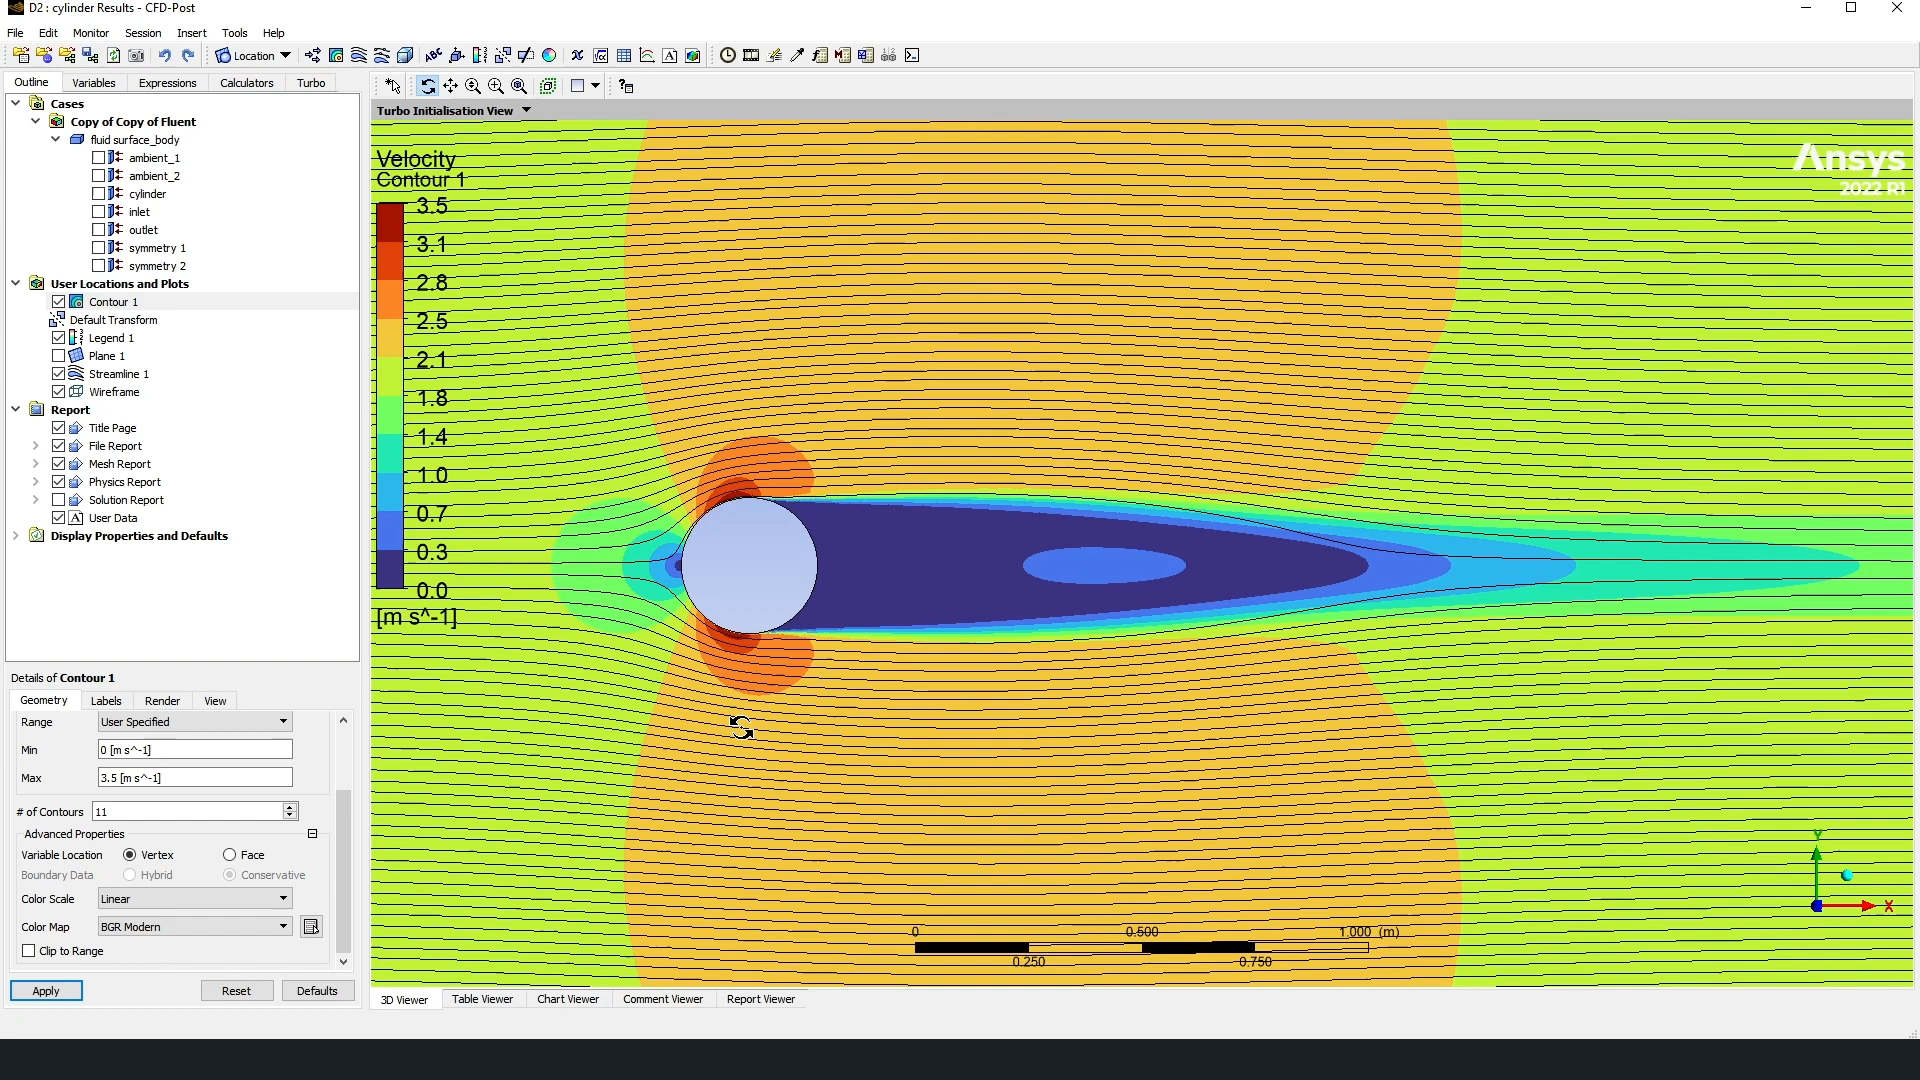 D2 : cylinder Results - CFD-Post
File Edit Monitor Session Insert Tools Help
Location
Outline Variables Expressions Calculators Turbo
Cases
Copy of Copy of Fluent
fluid surface_body
ambient_1
ambient_2
cylinder
inlet
outlet
symmetry 1
symmetry 2
User Locations and Plots
Contour 1
Default Transform
Legend 1
Plane 1
Streamline 1
Wireframe
Report
Title Page
File Report
Mesh Report
Physics Report
Solution Report
User Data
Display Properties and Defaults
Details of Contour 1
Geometry Labels Render View
Range User Specified
Min 0 [m s^-1]
Max 3.5 [m s^-1]
# of Contours 11
Advanced Properties
Variable Location Vertex Face
Boundary Data Hybrid Conservative
Color Scale Linear
Color Map BGR Modern
Clip to Range
Apply Reset Defaults
Turbo Initialisation View
Velocity
Contour 1
3.5
3.1
2.8
2.5
2.1
1.8
1.4
1.0
0.7
0.3
0.0
[m s^-1]
Ansys
2022 R1
Y
X
0 0.500 1.000 (m)
0.250 0.750
3D Viewer Table Viewer Chart Viewer Comment Viewer Report Viewer